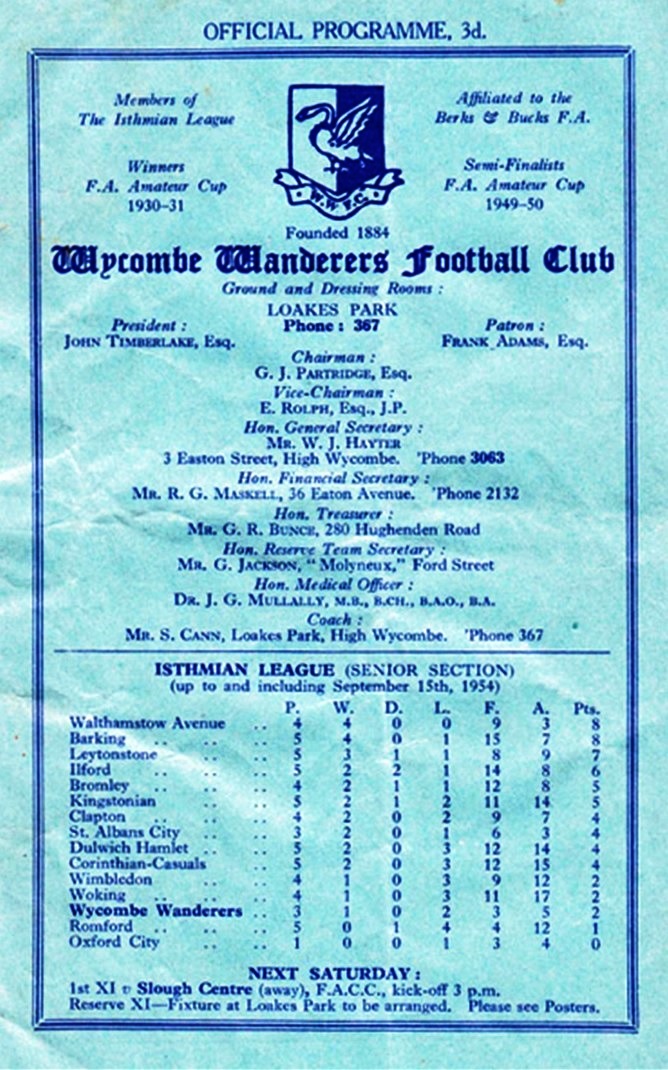 OFFICIAL PROGRAMME, 3d.
Members of
The Isthmian League
Affiliated to the
Berks & Bucks F.A.
Winners
F.A. Amateur Cup
1930–31
Semi-Finalists
F.A. Amateur Cup
1949–50
W.W.F.C.
Founded 1884
Wycombe Wanderers Football Club
Ground and Dressing Rooms :
LOAKES PARK
President :
JOHN TIMBERLAKE, Esq.
Phone : 367
Patron :
FRANK ADAMS, Esq.
Chairman :
G. J. PARTRIDGE, Esq.
Vice-Chairman :
E. ROLPH, Esq., J.P.
Hon. General Secretary :
MR. W. J. HAYTER
3 Easton Street, High Wycombe. 'Phone 3063
Hon. Financial Secretary :
MR. R. G. MASKELL, 36 Eaton Avenue. 'Phone 2132
Hon. Treasurer :
MR. G. R. BUNCE, 280 Hughenden Road
Hon. Reserve Team Secretary :
MR. G. JACKSON, " Molyneux," Ford Street
Hon. Medical Officer :
DR. J. G. MULLALLY, M.B., B.CH., B.A.O., B.A.
Coach :
MR. S. CANN, Loakes Park, High Wycombe. 'Phone 367
ISTHMIAN LEAGUE (SENIOR SECTION)
(up to and including September 15th, 1954)
P. W. D. L. F. A. Pts.
Walthamstow Avenue .. 4 4 0 0 9 3 8
Barking .. .. .. 5 4 0 1 15 7 8
Leytonstone .. .. 5 3 1 1 8 9 7
Ilford .. .. .. 5 2 2 1 14 8 6
Bromley .. .. .. 4 2 1 1 12 8 5
Kingstonian .. .. 5 2 1 2 11 14 5
Clapton .. .. .. 4 2 0 2 9 7 4
St. Albans City .. .. 3 2 0 1 6 3 4
Dulwich Hamlet .. .. 5 2 0 3 12 14 4
Corinthian-Casuals .. 5 2 0 3 12 15 4
Wimbledon .. .. 4 1 0 3 9 12 2
Woking .. .. .. 4 1 0 3 11 17 2
Wycombe Wanderers .. 3 1 0 2 3 5 2
Romford .. .. .. 5 0 1 4 4 12 1
Oxford City .. .. 1 0 0 1 3 4 0
NEXT SATURDAY :
1st XI v Slough Centre (away), F.A.C.C., kick-off 3 p.m.
Reserve XI—Fixture at Loakes Park to be arranged. Please see Posters.